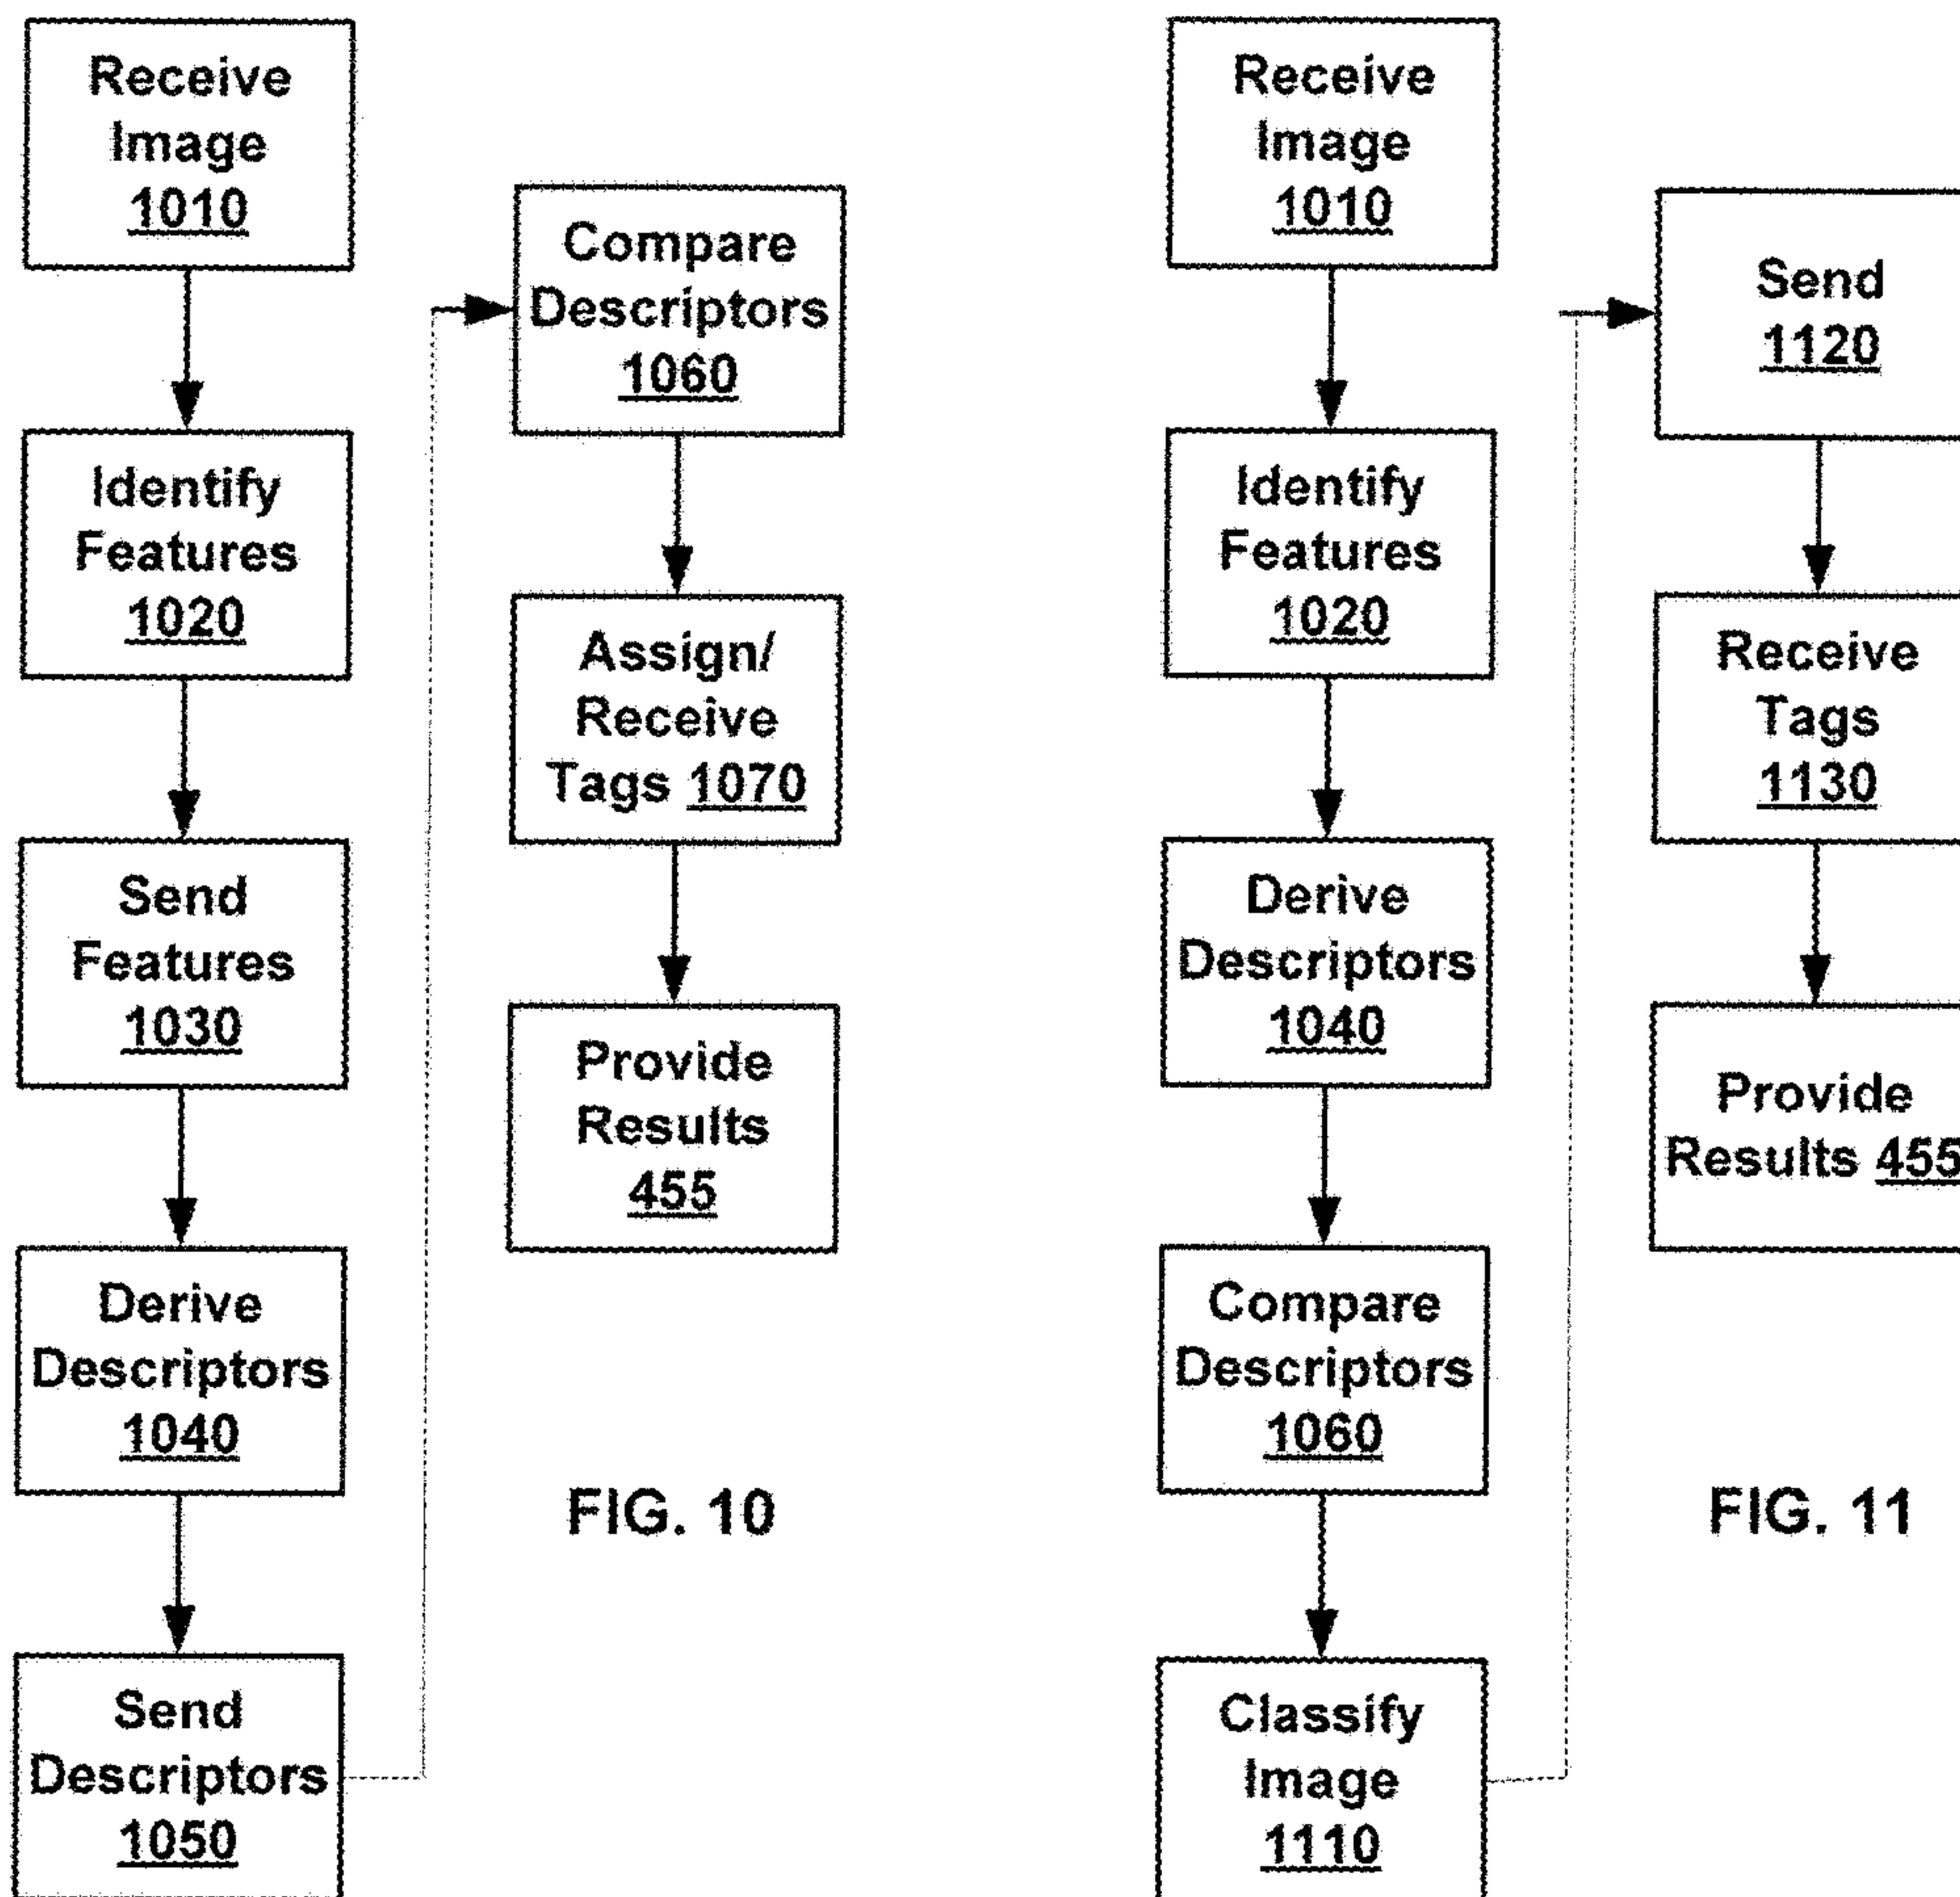 Receive
Image
1010
Identify
Features
1020
Send
Features
1030
Derive
Descriptors
1040
Send
Descriptors
1050
Compare
Descriptors
1060
Assign/
Receive
Tags 1070
Provide
Results
455
FIG. 10
Receive
Image
1010
Identify
Features
1020
Derive
Descriptors
1040
Compare
Descriptors
1060
Classify
Image
1110
Send
1120
Receive
Tags
1130
Provide
Results 455
FIG. 11